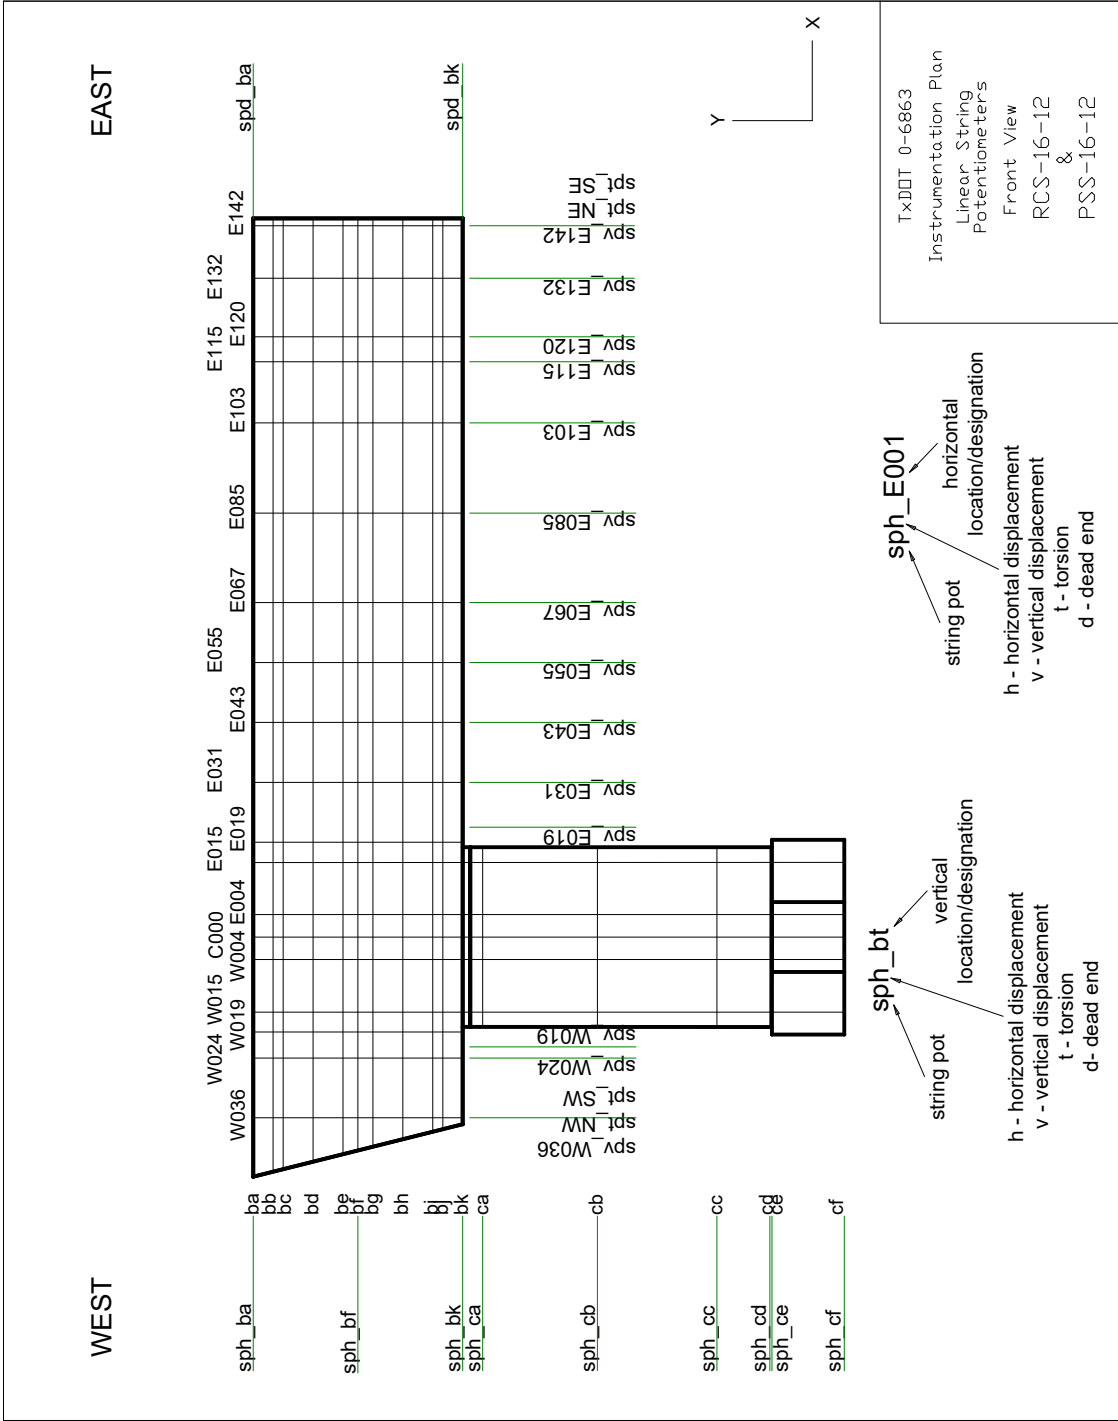 WEST
EAST
W036
W024
W019
W015
W004
C000
E004
E015
E019
E031
E043
E055
E067
E085
E103
E115
E120
E132
E142
sph_ba
sph_bf
sph_bk
sph_ca
sph_cb
sph_cc
sph_cd
sph_ce
sph_cf
ba
bb
bc
bd
be
bf
bg
bh
bi
bj
bk
ca
cb
cc
cd
ce
cf
spd_ba
spd_bk
spv_W036
spt_NW
spt_SW
spv_W024
spv_W019
spv_E019
spv_E031
spv_E043
spv_E055
spv_E067
spv_E085
spv_E103
spv_E115
spv_E120
spv_E132
spv_E142
spt_NE
spt_SE
Y
X
sph_bt
string pot
vertical
location/designation
h - horizontal displacement
v - vertical displacement
t - torsion
d- dead end
sph_E001
string pot
horizontal
location/designation
h - horizontal displacement
v - vertical displacement
t - torsion
d - dead end
TxDOT 0-6863
Instrumentation Plan
Linear String
Potentiometers
Front View
RCS-16-12
&
PSS-16-12